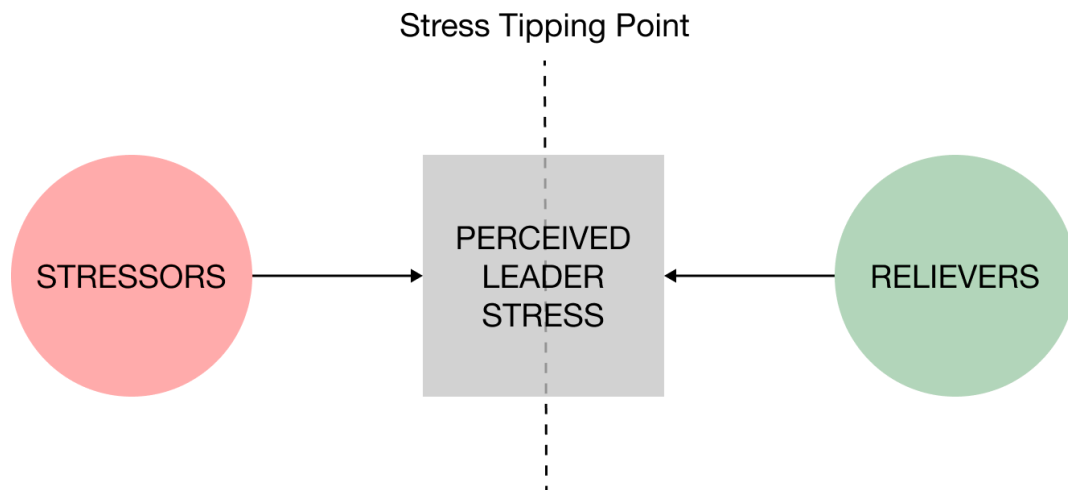 Stress Tipping Point
STRESSORS
PERCEIVED
LEADER
STRESS
RELIEVERS